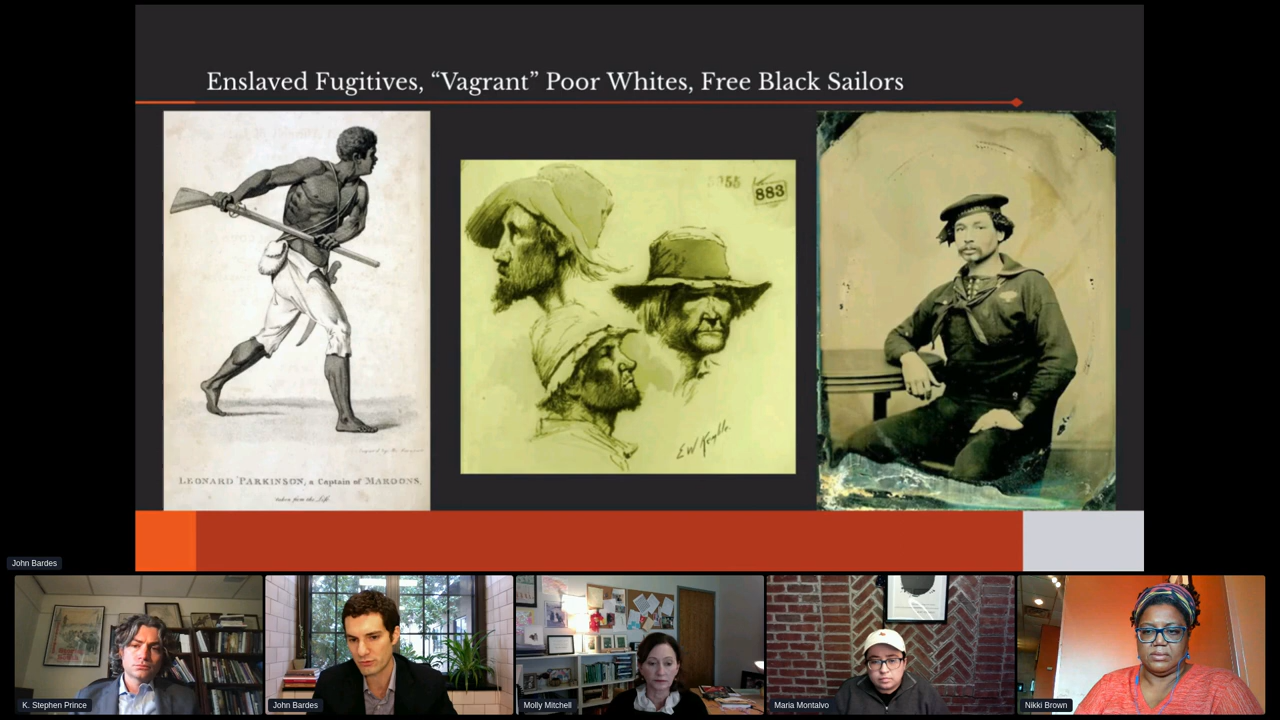 Enslaved Fugitives, “Vagrant” Poor Whites, Free Black Sailors
883
E W Kemble
LEONARD PARKINSON, a Captain of MAROONS,
taken from the Life.
John Bardes
K. Stephen Prince
John Bardes
Molly Mitchell
Maria Montalvo
Nikki Brown